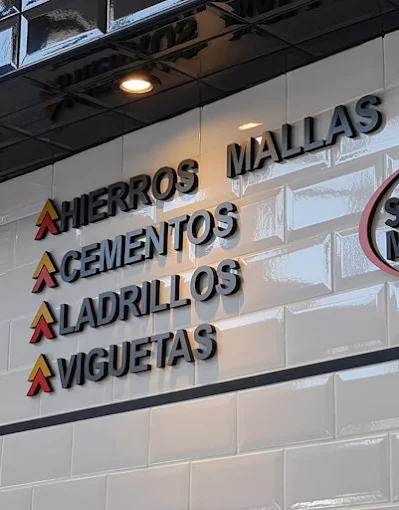 HIERROS MALLAS
CEMENTOS
LADRILLOS
VIGUETAS